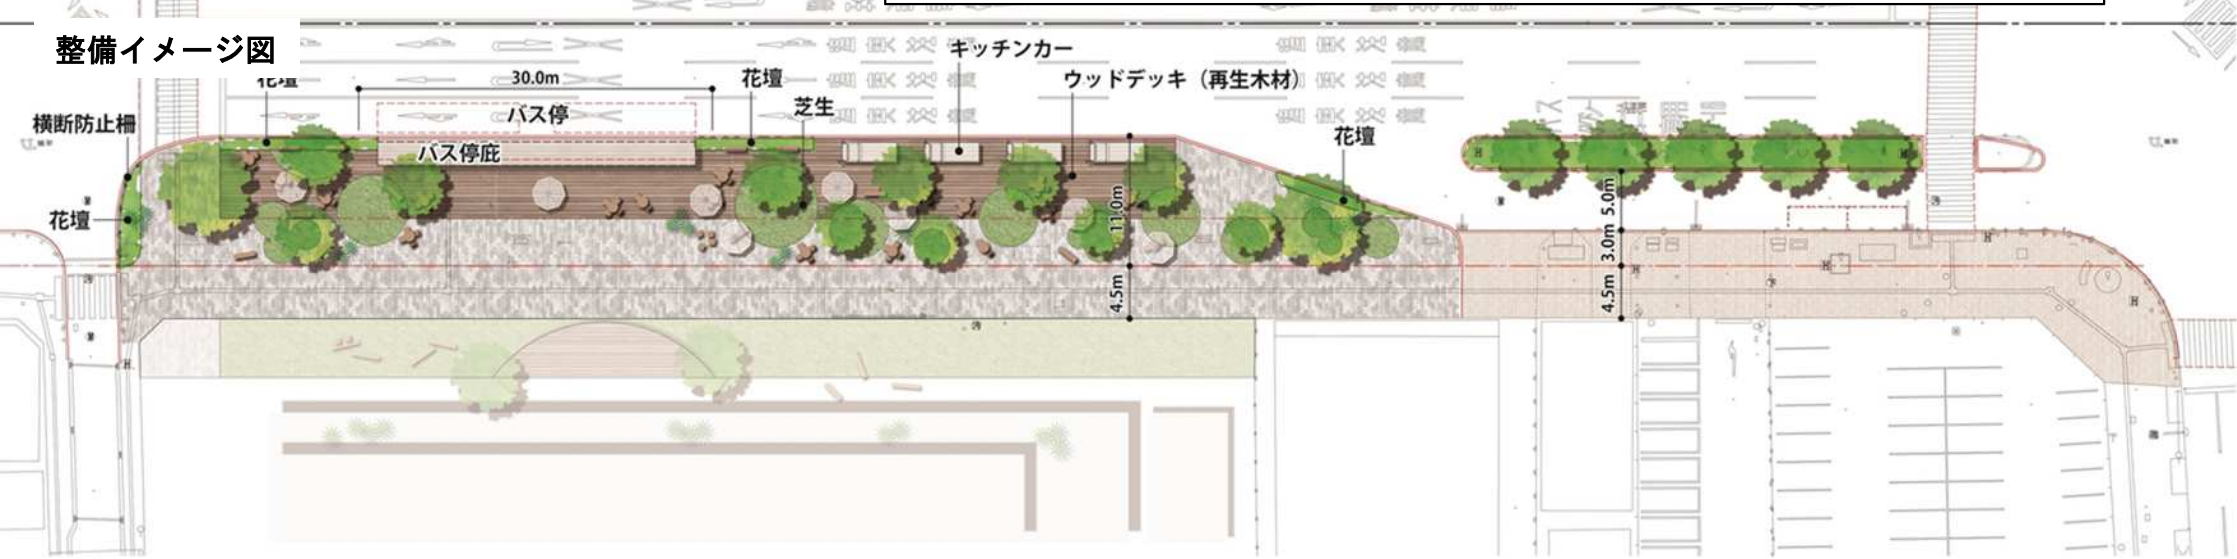 整備イメージ図
キッチンカー
花壇
30.0m
花壇
ウッドデッキ（再生木材）
芝生
横断防止柵
バス停
花壇
バス停庇
花壇
11.0m
4.5m
5.0m
3.0m
4.5m